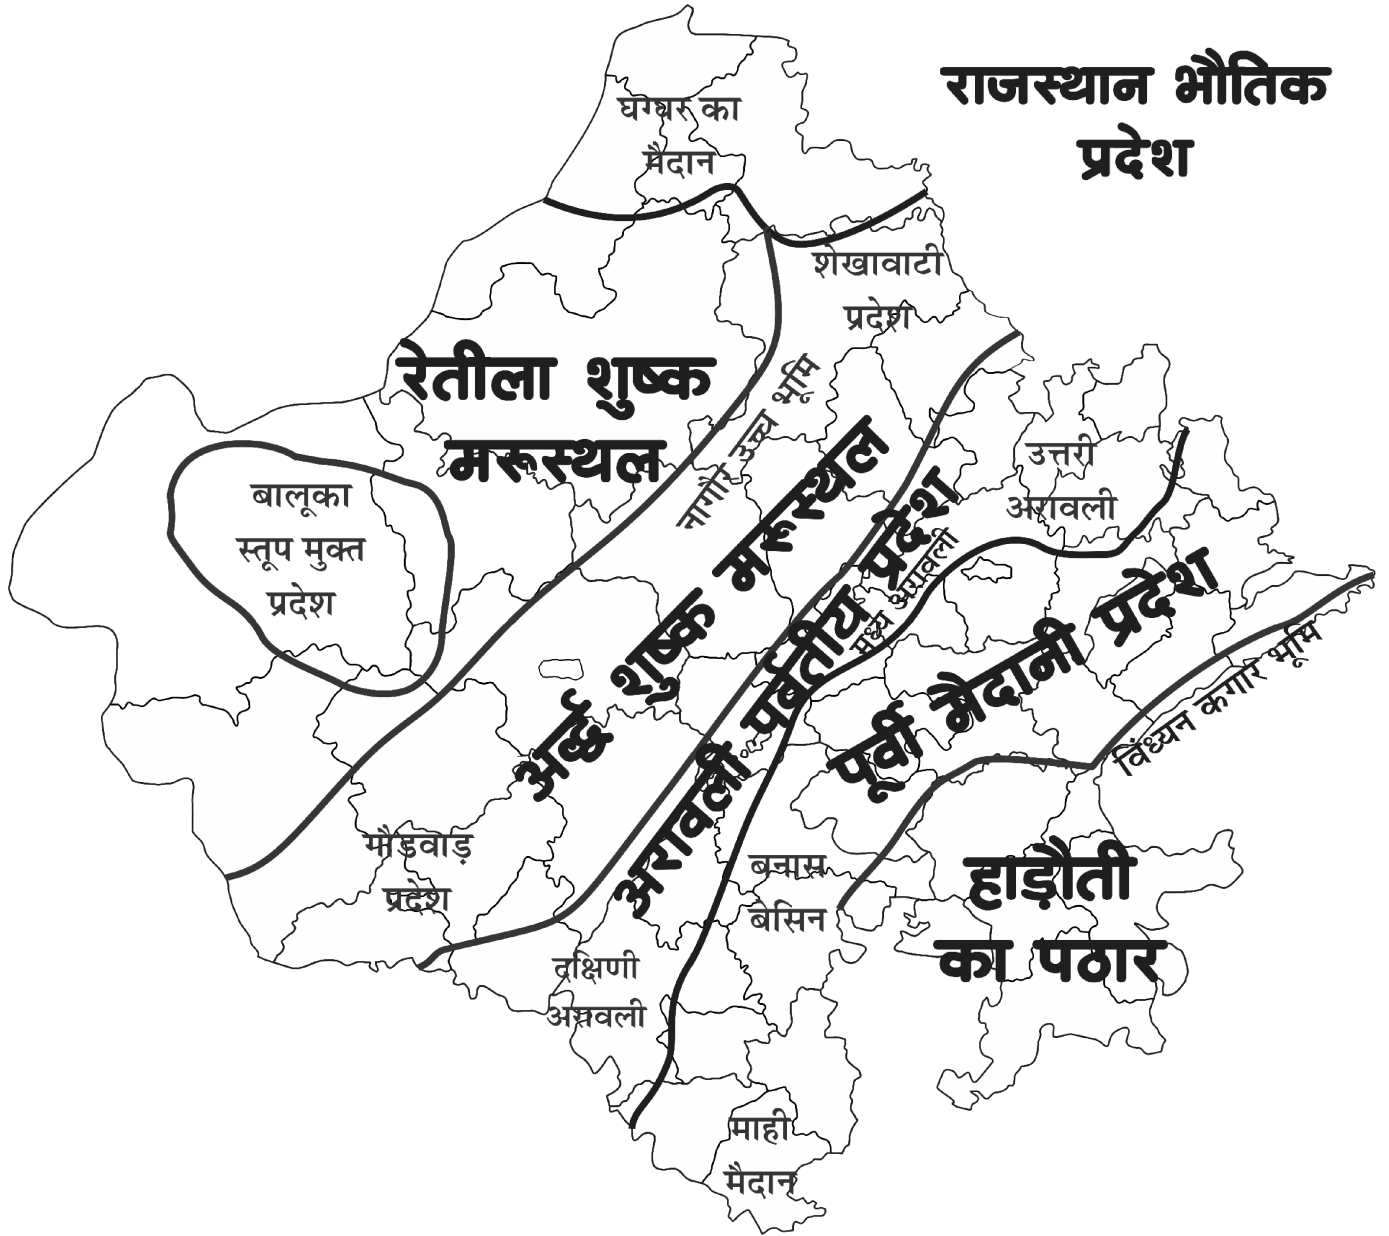 राजस्थान भौतिक
प्रदेश
घग्घर का
मैदान
शेखावाटी
प्रदेश
रेतीला शुष्क
मरूस्थल
नागौर उच्च भूमि
बालूका
स्तूप मुक्त
प्रदेश
उत्तरी
अरावली
अर्द्ध शुष्क मरूस्थल
अरावली पर्वतीय प्रदेश
मध्य अरावली
पूर्वी मैदानी प्रदेश
विंध्यन कगार भूमि
गौडवाड़
प्रदेश
बनास
बेसिन
हाड़ौती
का पठार
दक्षिणी
अरावली
माही
मैदान